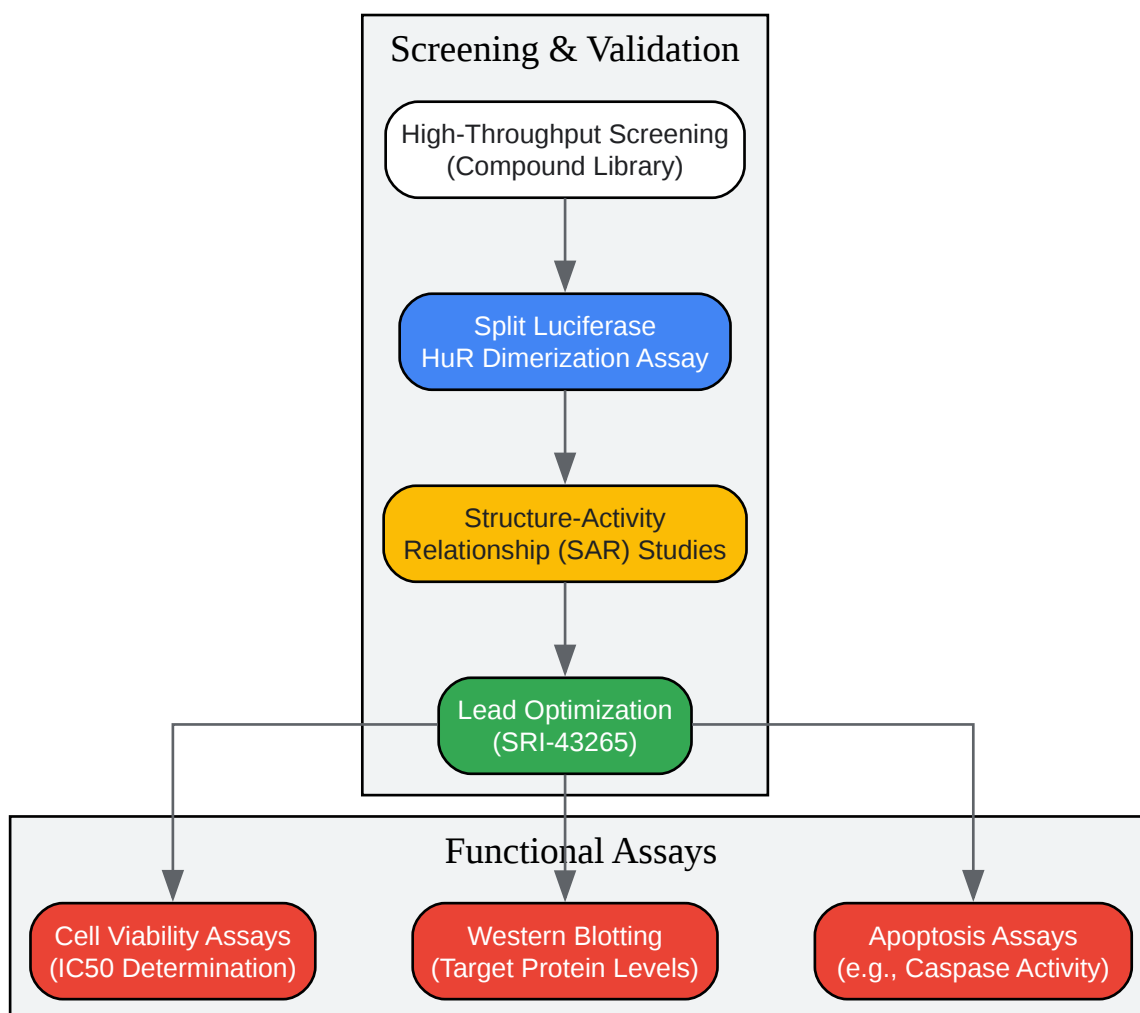 Screening & Validation
High-Throughput Screening
(Compound Library)
Split Luciferase
HuR Dimerization Assay
Structure-Activity
Relationship (SAR) Studies
Lead Optimization
(SRI-43265)
Functional Assays
Cell Viability Assays
(IC50 Determination)
Western Blotting
(Target Protein Levels)
Apoptosis Assays
(e.g., Caspase Activity)